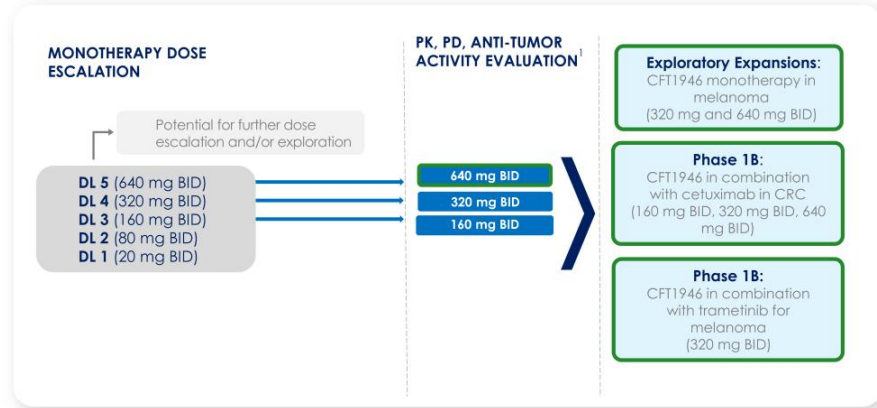 MONOTHERAPY DOSE
ESCALATION
Potential for further dose
escalation and/or exploration
DL 5 (640 mg BID)
DL 4 (320 mg BID)
DL 3 (160 mg BID)
DL 2 (80 mg BID)
DL 1 (20 mg BID)
PK, PD, ANTI-TUMOR
ACTIVITY EVALUATION¹
640 mg BID
320 mg BID
160 mg BID
Exploratory Expansions:
CFT1946 monotherapy in
melanoma
(320 mg and 640 mg BID)
Phase 1B:
CFT1946 in combination
with cetuximab in CRC
(160 mg BID, 320 mg BID, 640
mg BID)
Phase 1B:
CFT1946 in combination
with trametinib for
melanoma
(320 mg BID)